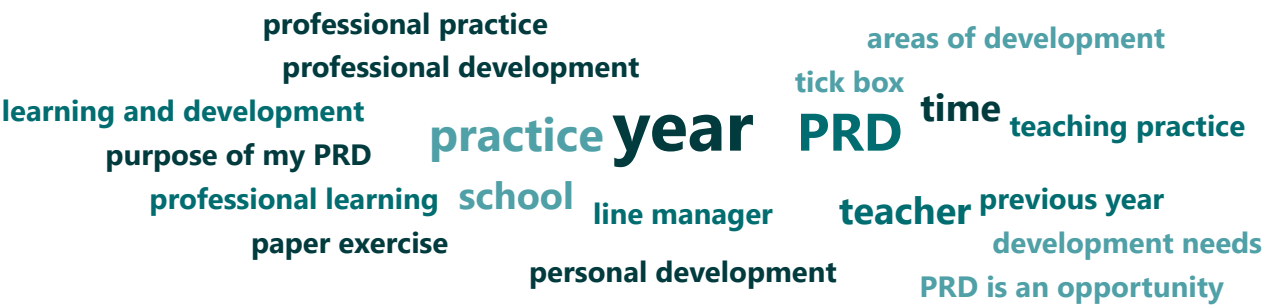 professional practice
areas of development
professional development
tick box
learning and development
practice
year
PRD
time
teaching practice
purpose of my PRD
professional learning
school
line manager
teacher
previous year
paper exercise
development needs
personal development
PRD is an opportunity